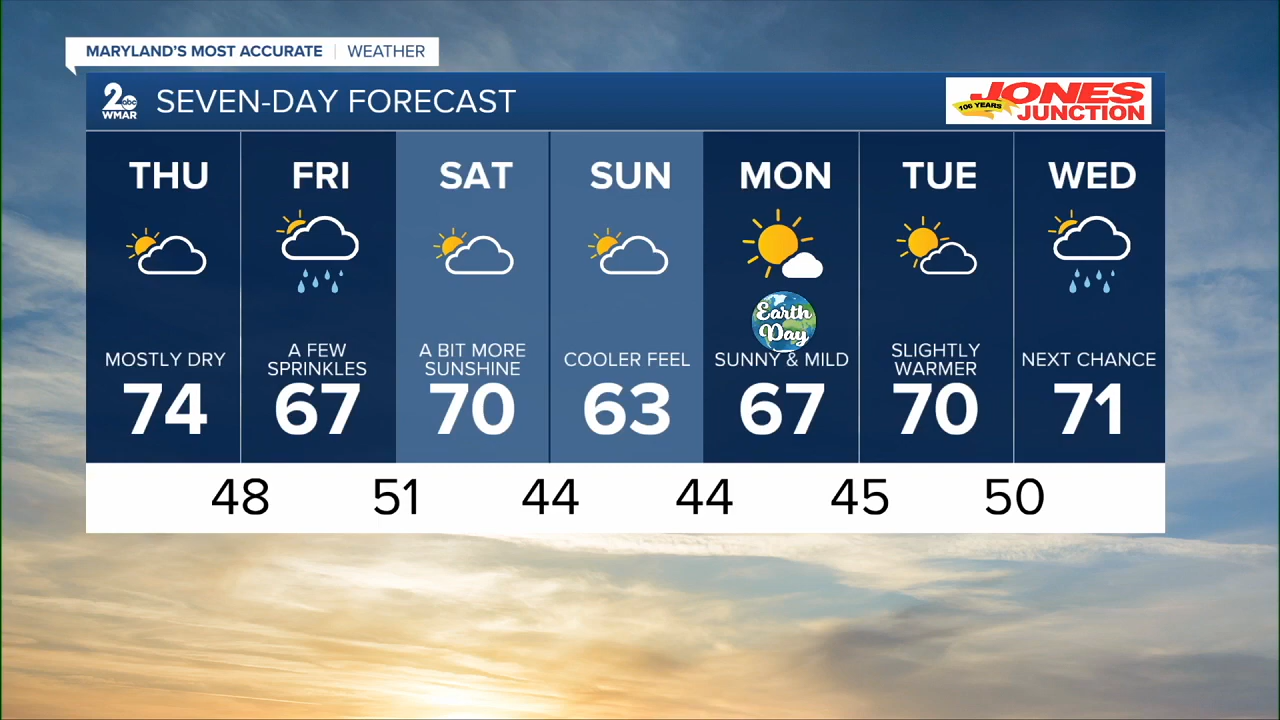 MARYLAND'S MOST ACCURATE | WEATHER
2 abc
WMAR
SEVEN-DAY FORECAST
106 YEARS
JONES
JUNCTION
THU FRI SAT SUN MON TUE WED
Earth
Day
MOSTLY DRY
A FEW
SPRINKLES
A BIT MORE
SUNSHINE
COOLER FEEL
SUNNY & MILD
SLIGHTLY
WARMER
NEXT CHANCE
74 67 70 63 67 70 71
48 51 44 44 45 50